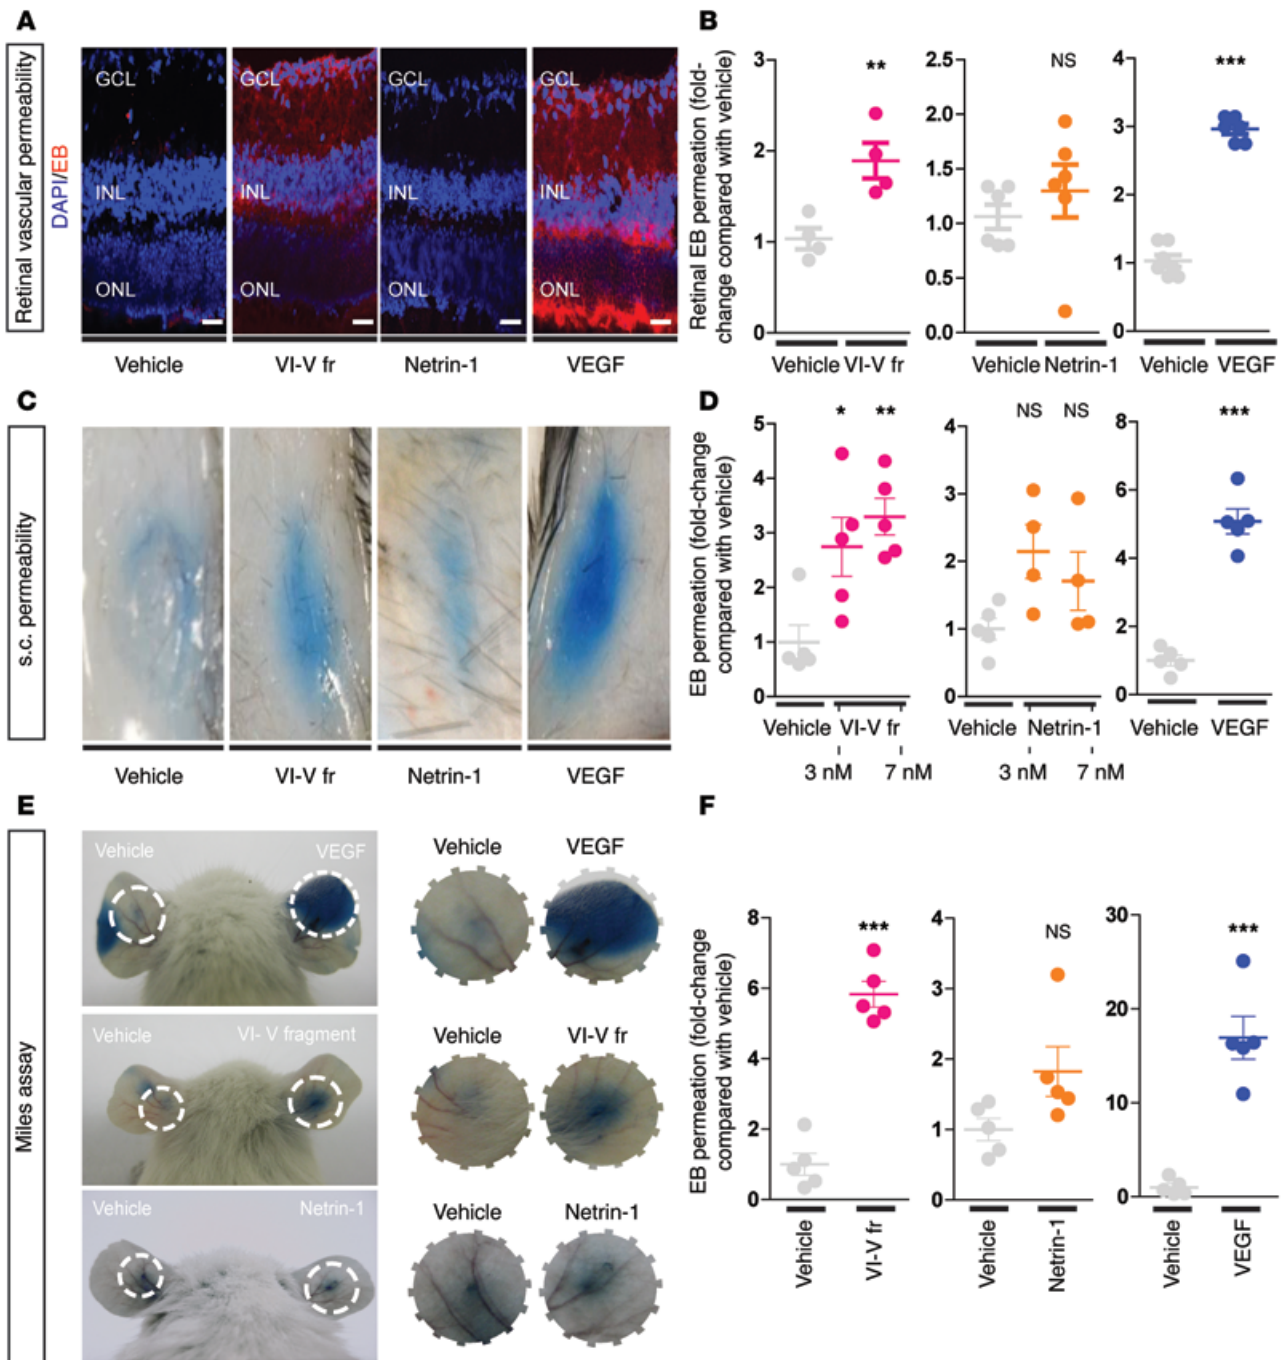 A
Retinal vascular permeability
DAPI/EB
GCL
INL
ONL
GCL
INL
ONL
GCL
INL
ONL
GCL
INL
ONL
Vehicle
VI-V fr
Netrin-1
VEGF
B
Retinal EB permeation (fold-
change compared with vehicle)
3
2
1
0
**
Vehicle VI-V fr
2.5
2.0
1.5
1.0
0.5
0.0
NS
Vehicle Netrin-1
4
3
2
1
0
***
Vehicle VEGF
C
s.c. permeability
Vehicle
VI-V fr
Netrin-1
VEGF
D
EB permeation (fold-change
compared with vehicle)
5
4
3
2
1
0
* **
Vehicle VI-V fr
3 nM 7 nM
4
3
2
1
0
NS NS
Vehicle Netrin-1
3 nM 7 nM
8
6
4
2
0
***
Vehicle VEGF
E
Miles assay
Vehicle VEGF
Vehicle VEGF
Vehicle VI- V fragment
Vehicle VI-V fr
Vehicle Netrin-1
Vehicle Netrin-1
F
EB permeation (fold-change
compared with vehicle)
8
6
4
2
0
***
Vehicle
VI-V fr
4
3
2
1
0
NS
Vehicle
Netrin-1
30
20
10
0
***
Vehicle
VEGF